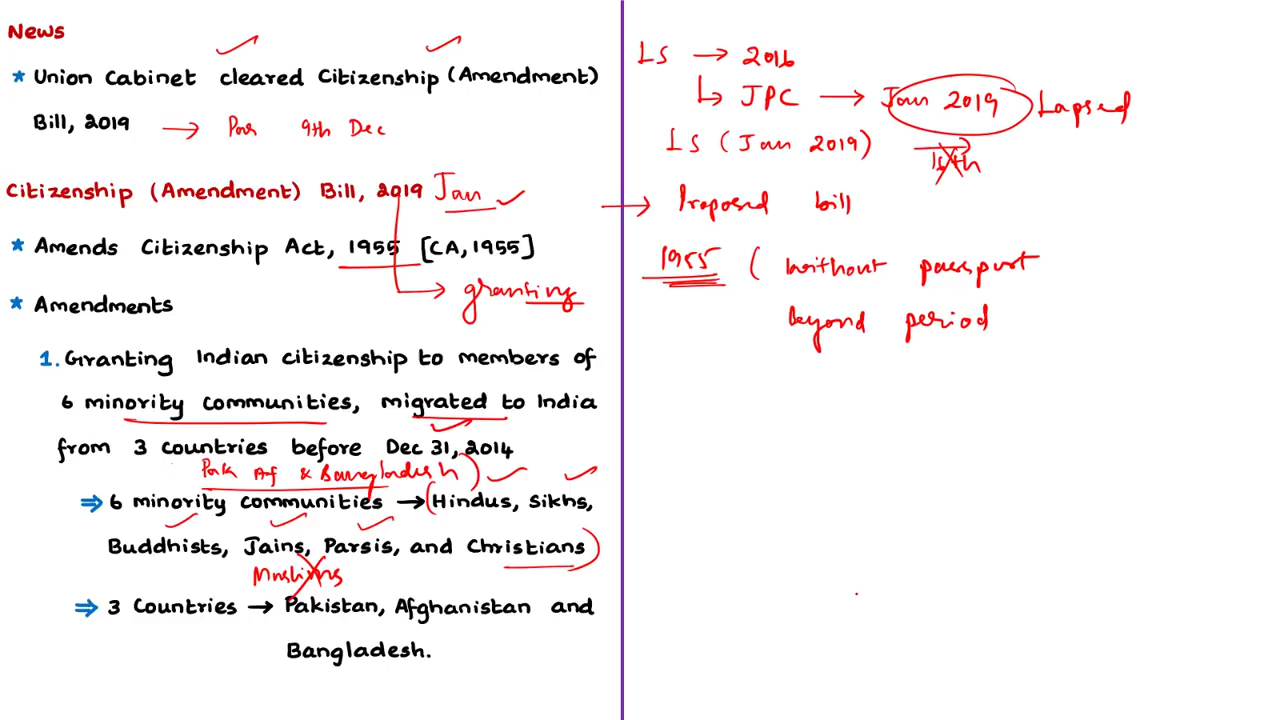 News
* Union Cabinet cleared Citizenship (Amendment)
Bill, 2019 → Par 9th Dec
Citizenship (Amendment) Bill, 2019 Jan ✓
* Amends Citizenship Act, 1955 [CA, 1955]
→ granting
* Amendments
1. Granting Indian citizenship to members of
6 minority communities, migrated to India
from 3 countries before Dec 31, 2014
Pak Af & Bangladesh)
⇒ 6 minority communities → (Hindus, Sikhs,
Buddhists, Jains, Parsis, and Christians)
Muslims
⇒ 3 Countries → Pakistan, Afghanistan and
Bangladesh.
LS → 2016
↳ JPC → Jan 2019 Lapsed
LS (Jan 2019) →
16th
→ Proposed bill
1955 ( without passport
beyond period